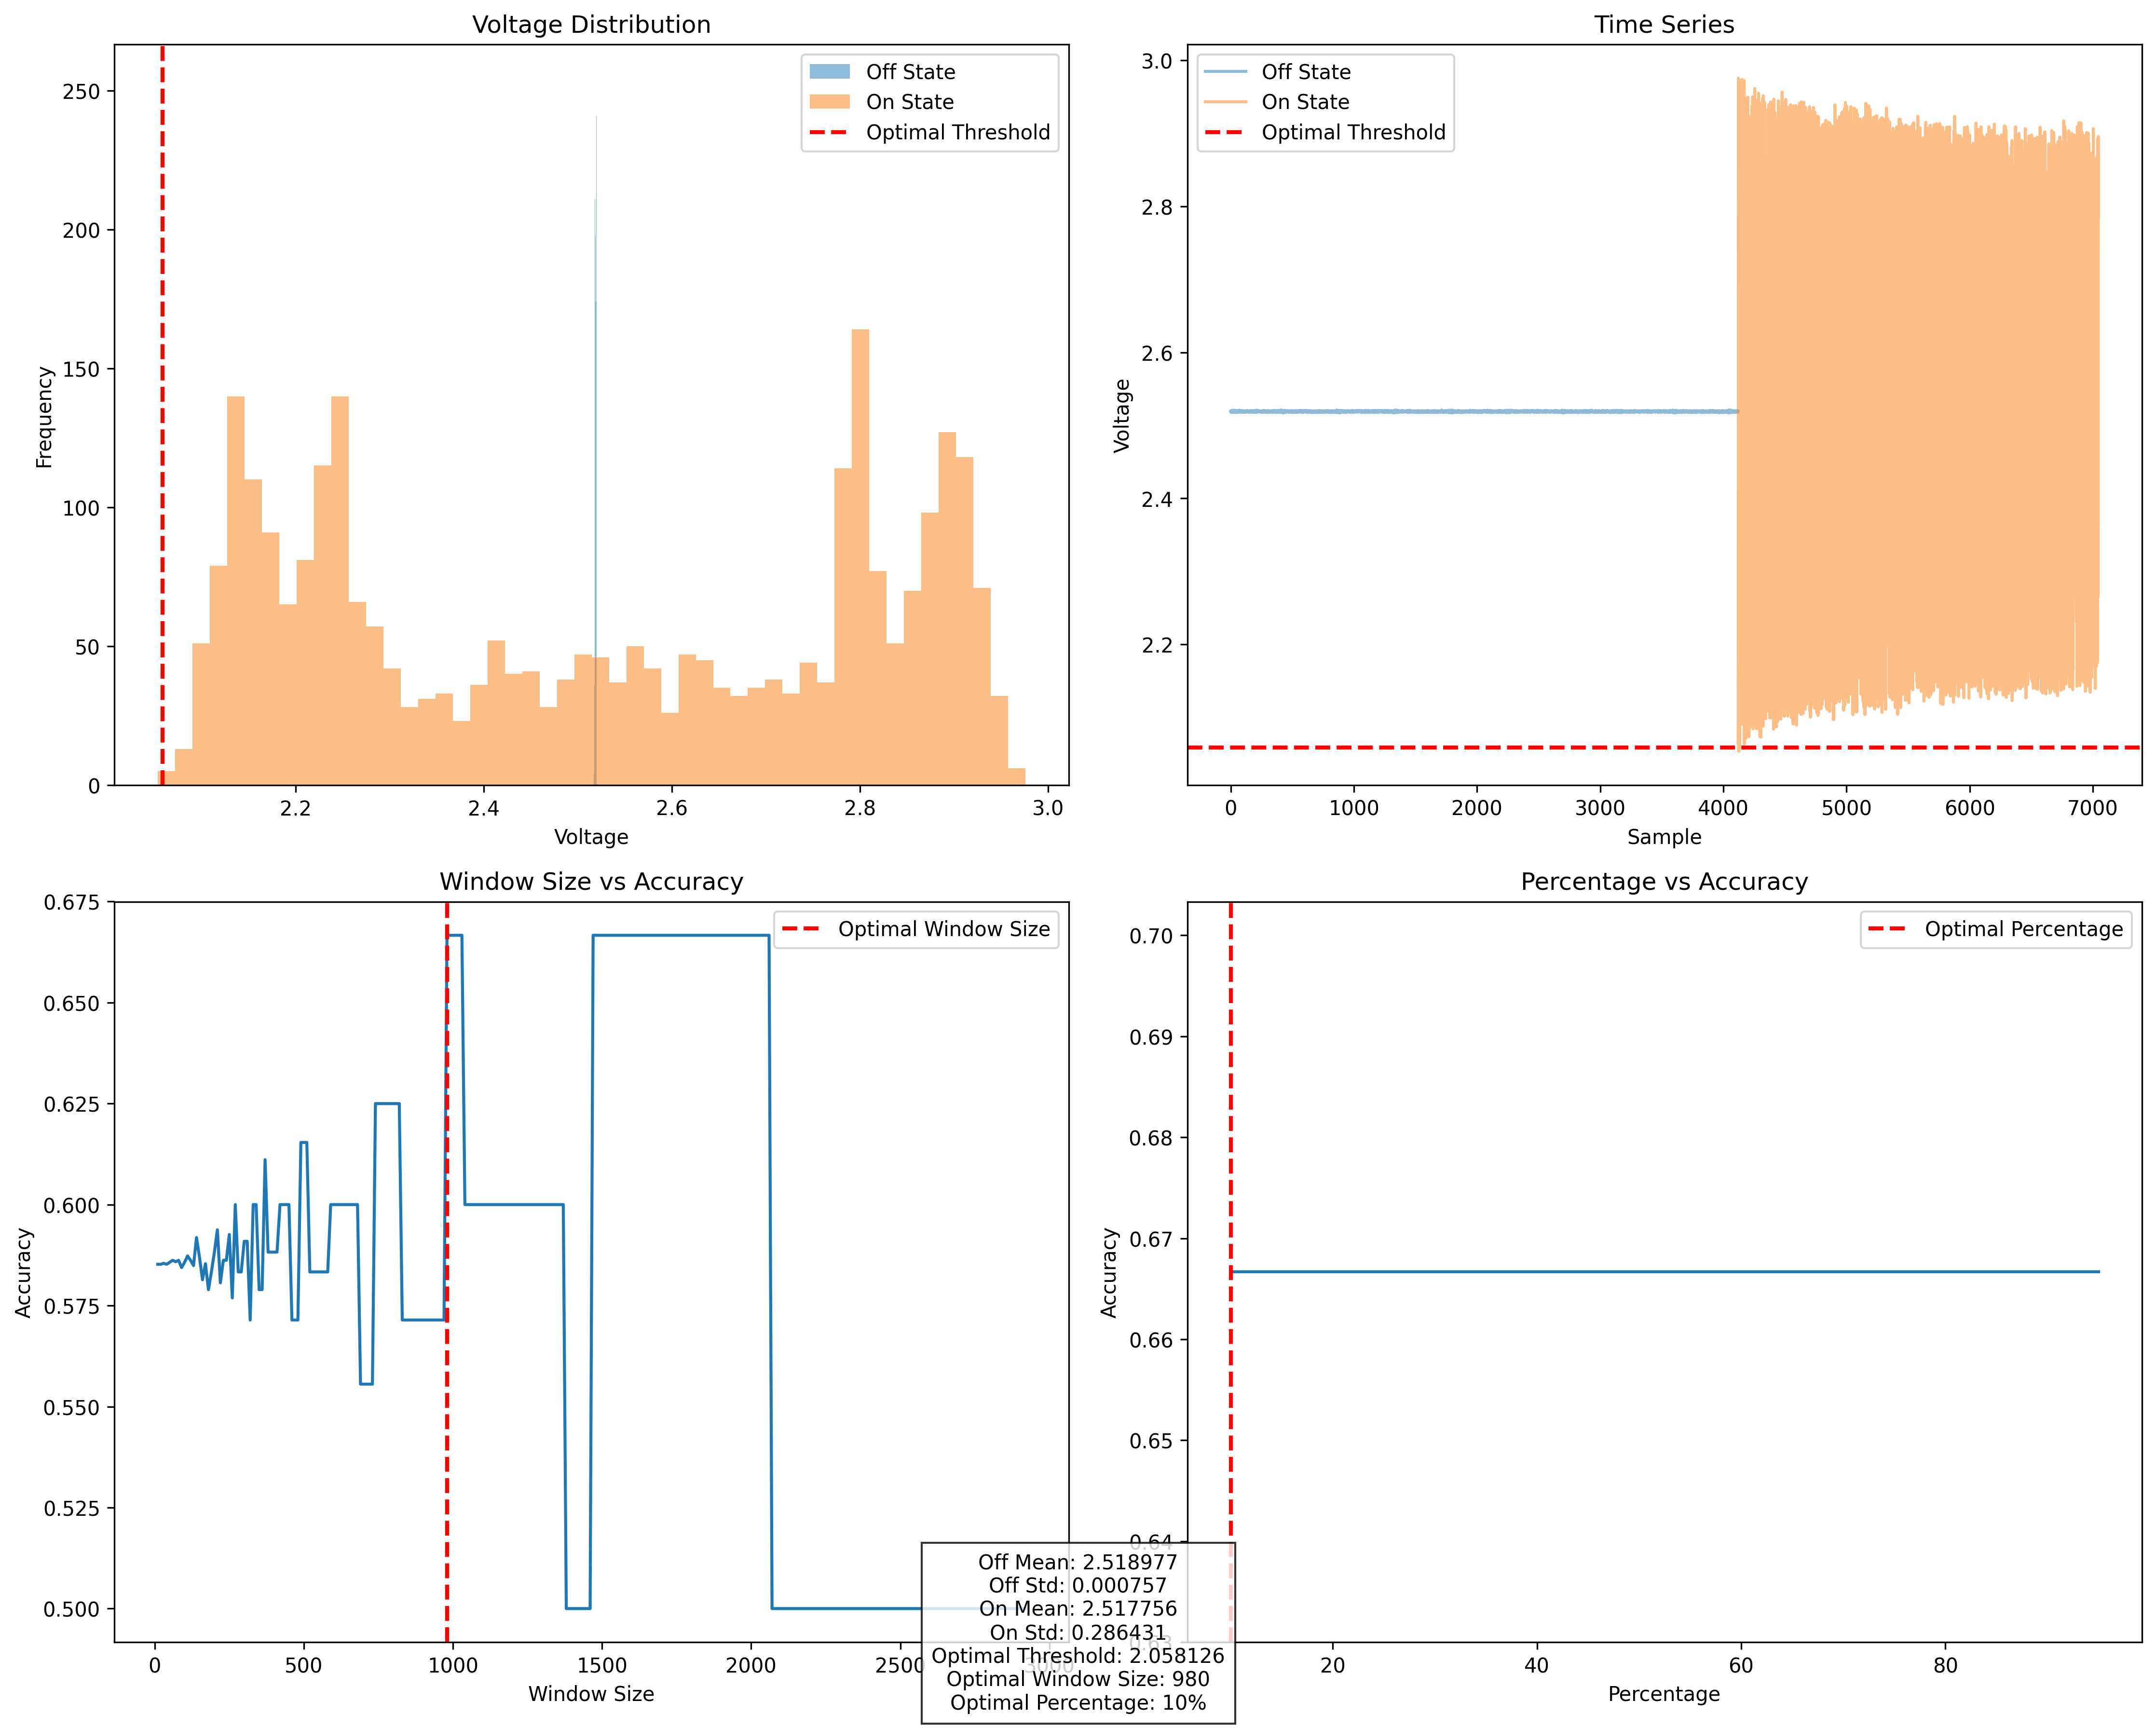 Voltage Distribution
Off State
On State
Optimal Threshold
250
200
150
100
50
0
Frequency
2.2
2.4
2.6
2.8
3.0
Voltage
Time Series
Off State
On State
Optimal Threshold
3.0
2.8
2.6
2.4
2.2
Voltage
0
1000
2000
3000
4000
5000
6000
7000
Sample
Window Size vs Accuracy
Optimal Window Size
0.675
0.650
0.625
0.600
0.575
0.550
0.525
0.500
Accuracy
0
500
1000
1500
2000
2500
3000
Window Size
Percentage vs Accuracy
Optimal Percentage
0.70
0.69
0.68
0.67
0.66
0.65
0.64
0.63
Accuracy
20
40
60
80
Percentage
Off Mean: 2.518977
Off Std: 0.000757
On Mean: 2.517756
On Std: 0.286431
Optimal Threshold: 2.058126
Optimal Window Size: 980
Optimal Percentage: 10%